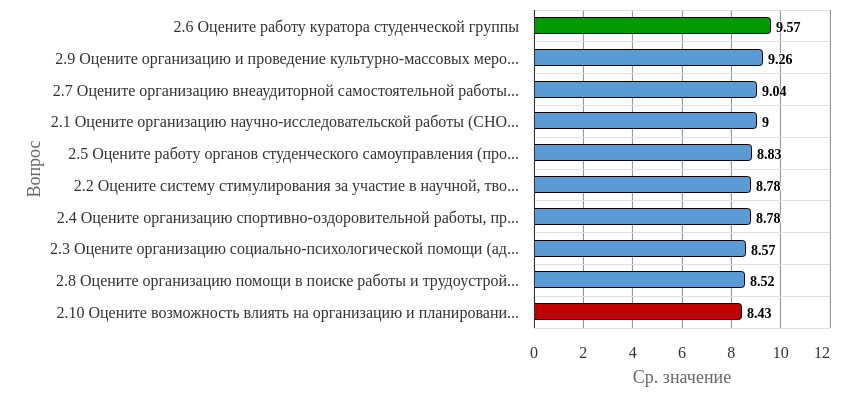 2.6 Оцените работу куратора студенческой группы
9.57
2.9 Оцените организацию и проведение культурно-массовых меро...
9.26
2.7 Оцените организацию внеаудиторной самостоятельной работы...
9.04
2.1 Оцените организацию научно-исследовательской работы (СНО...
9
2.5 Оцените работу органов студенческого самоуправления (про...
8.83
2.2 Оцените систему стимулирования за участие в научной, тво...
8.78
2.4 Оцените организацию спортивно-оздоровительной работы, пр...
8.78
2.3 Оцените организацию социально-психологической помощи (ад...
8.57
2.8 Оцените организацию помощи в поиске работы и трудоустрой...
8.52
2.10 Оцените возможность влиять на организацию и планировани...
8.43
Вопрос
0 2 4 6 8 10 12
Ср. значение